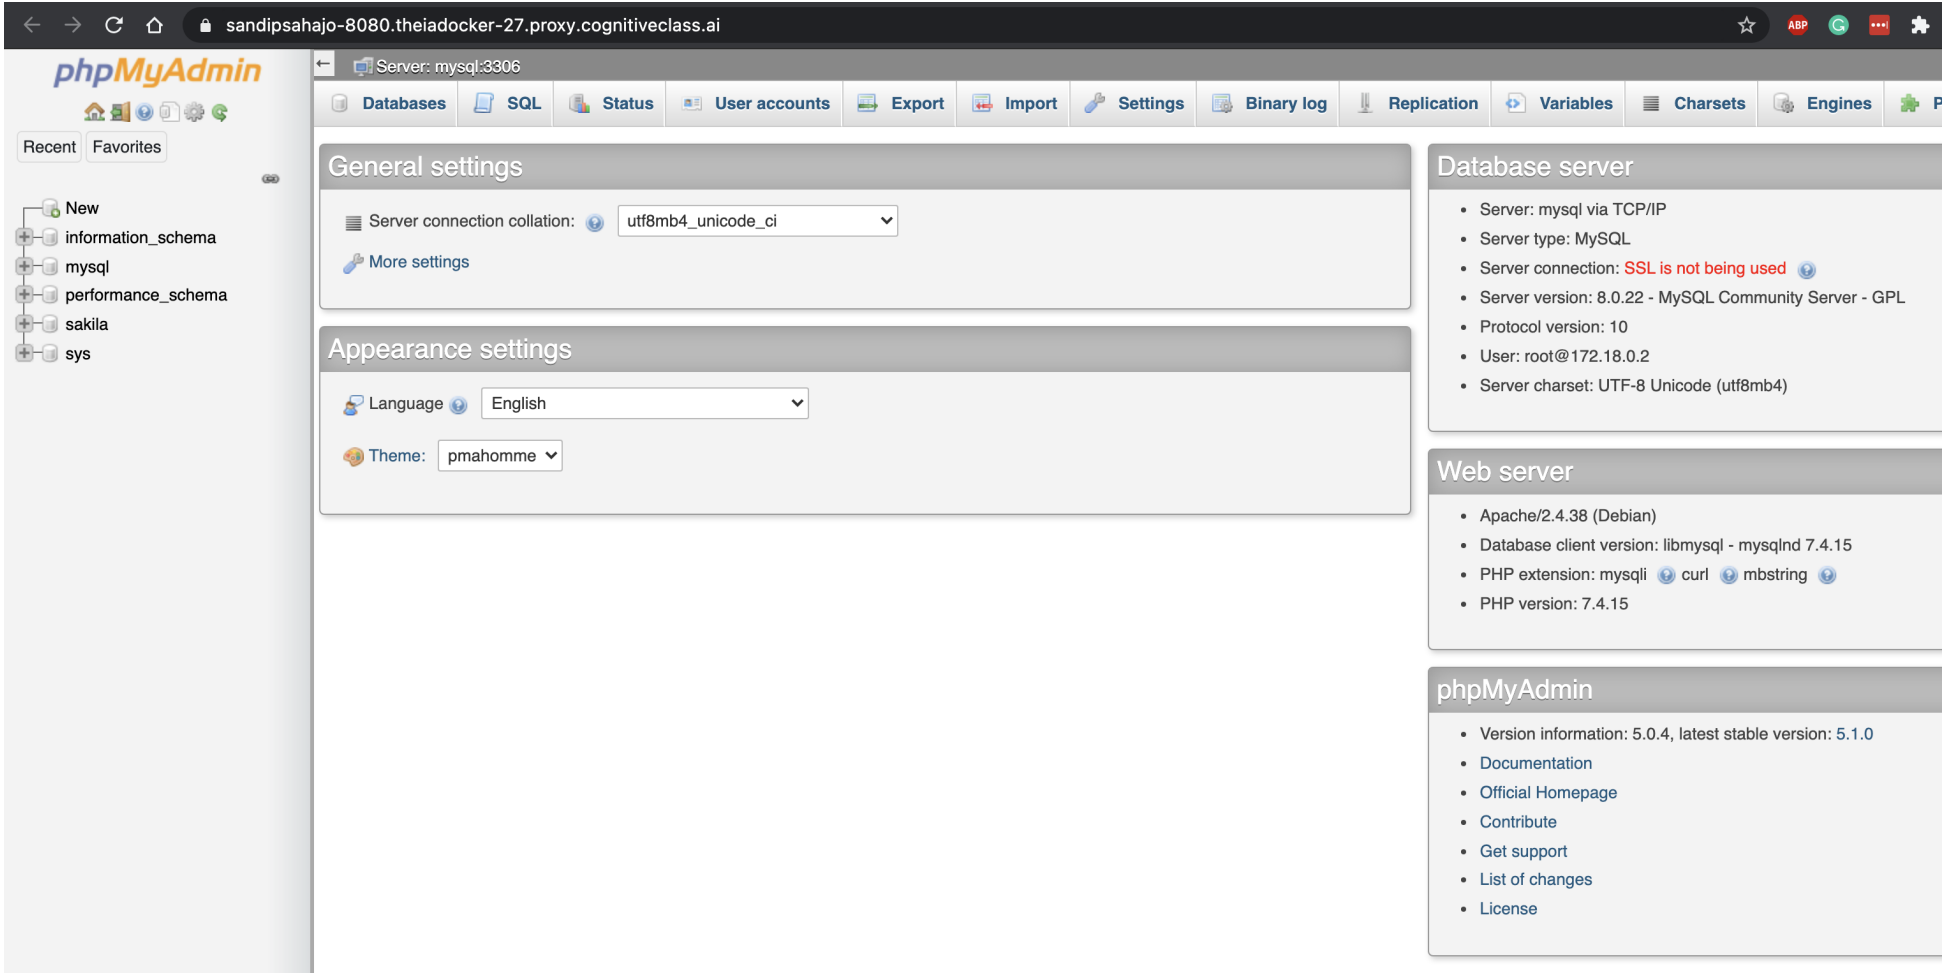 sandipsahajo-8080.theiadocker-27.proxy.cognitiveclass.ai
ABP
phpMyAdmin
Recent Favorites
New
information_schema
mysql
performance_schema
sakila
sys
Server: mysql:3306
Databases SQL Status User accounts Export Import Settings Binary log Replication Variables Charsets Engines P
General settings
Server connection collation: utf8mb4_unicode_ci
More settings
Appearance settings
Language English
Theme: pmahomme
Database server
• Server: mysql via TCP/IP
• Server type: MySQL
• Server connection: SSL is not being used
• Server version: 8.0.22 - MySQL Community Server - GPL
• Protocol version: 10
• User: root@172.18.0.2
• Server charset: UTF-8 Unicode (utf8mb4)
Web server
• Apache/2.4.38 (Debian)
• Database client version: libmysql - mysqlnd 7.4.15
• PHP extension: mysqli curl mbstring
• PHP version: 7.4.15
phpMyAdmin
• Version information: 5.0.4, latest stable version: 5.1.0
• Documentation
• Official Homepage
• Contribute
• Get support
• List of changes
• License